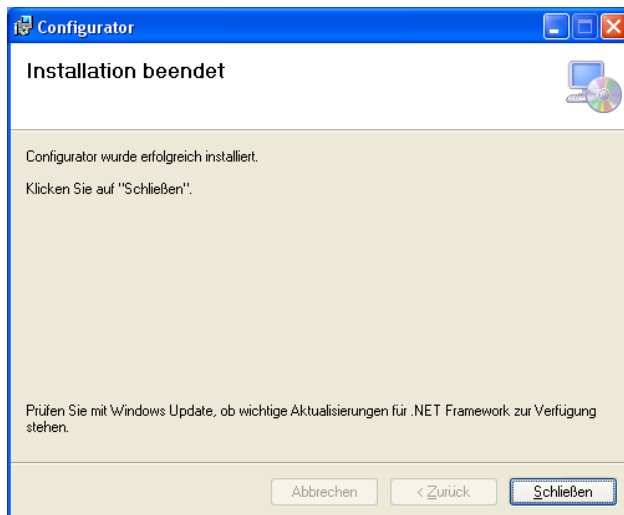 Configurator
Installation beendet
Configurator wurde erfolgreich installiert.
Klicken Sie auf "Schließen".
Prüfen Sie mit Windows Update, ob wichtige Aktualisierungen für .NET Framework zur Verfügung
stehen.
Abbrechen
< Zurück
Schließen